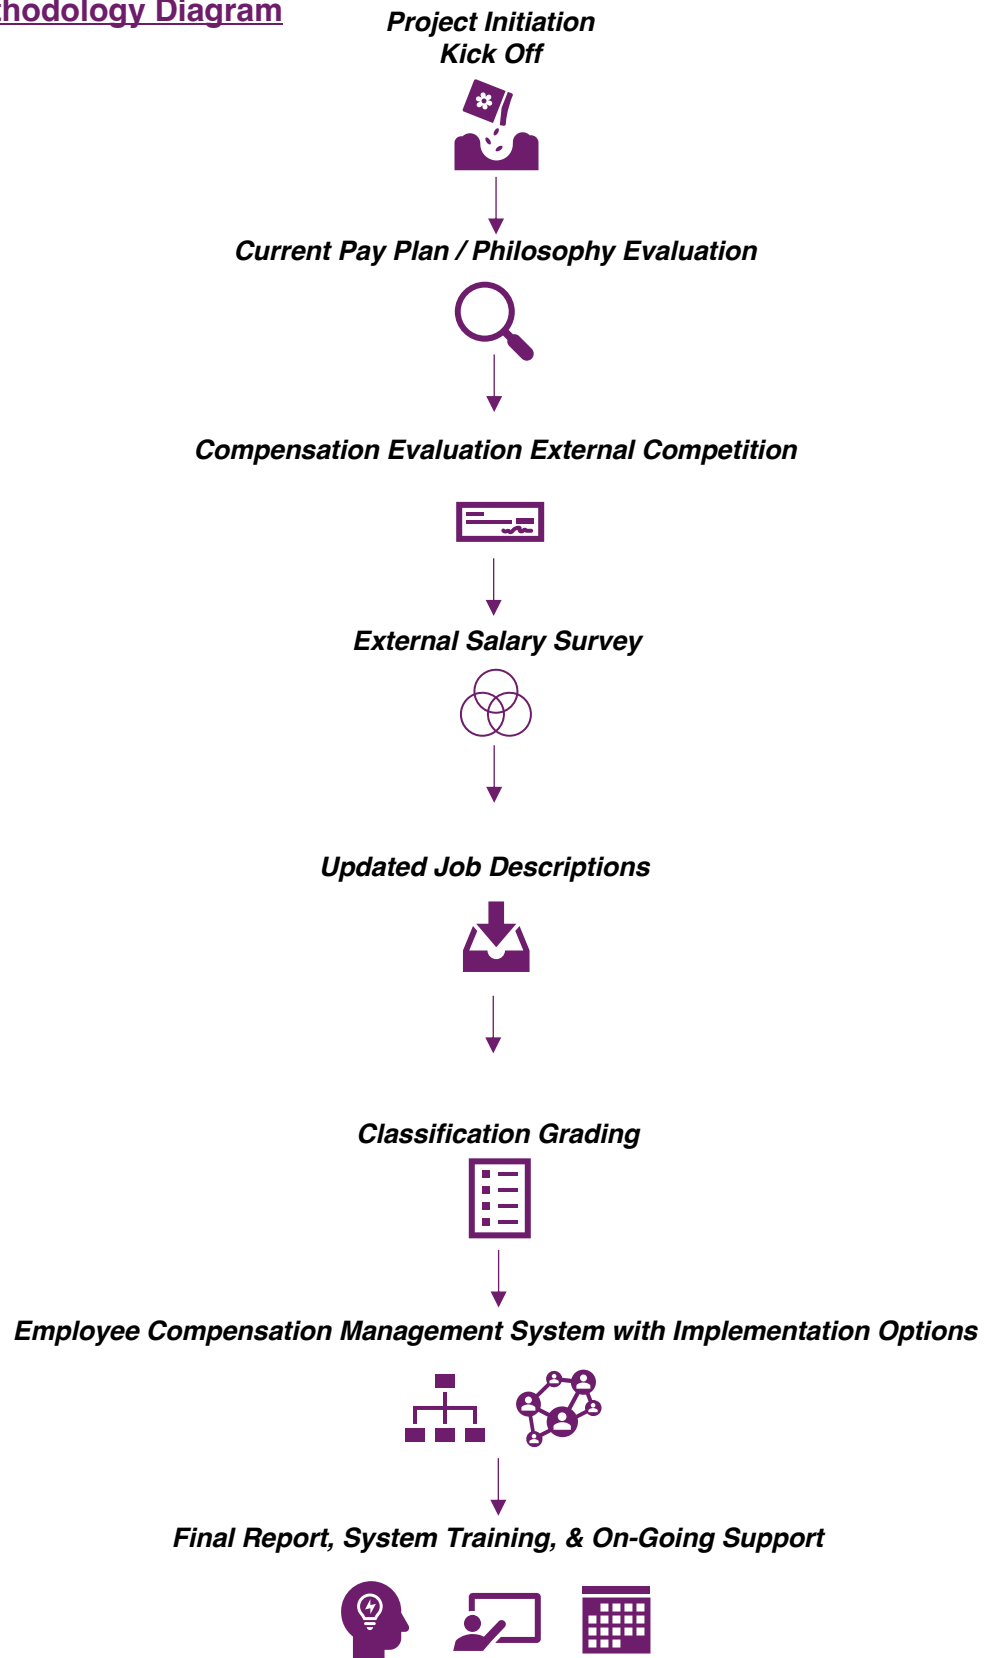 thodology Diagram
Project Initiation
Kick Off
Current Pay Plan / Philosophy Evaluation
Compensation Evaluation External Competition
External Salary Survey
Updated Job Descriptions
Classification Grading
Employee Compensation Management System with Implementation Options
Final Report, System Training, & On-Going Support